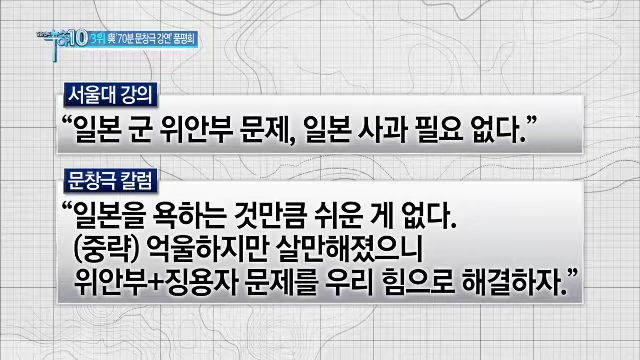 TOP10 3위 與 '70분 문창극 강연' 품평회
서울대 강의
“일본 군 위안부 문제, 일본 사과 필요 없다.”
문창극 칼럼
“일본을 욕하는 것만큼 쉬운 게 없다.
(중략) 억울하지만 살만해졌으니
위안부+징용자 문제를 우리 힘으로 해결하자.”